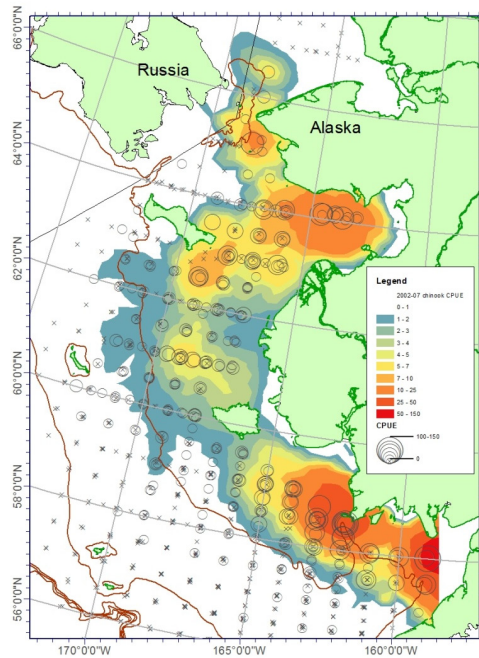 66°0'0"N
Russia
Alaska
64°0'0"N
62°0'0"N
Legend
2002-07 chinook CPUE
0 - 1
1 - 2
2 - 3
3 - 4
4 - 5
5 - 7
7 - 10
10 - 25
25 - 50
50 - 150
CPUE
100-150
0
60°0'0"N
58°0'0"N
56°0'0"N
170°0'0"W
165°0'0"W
160°0'0"W